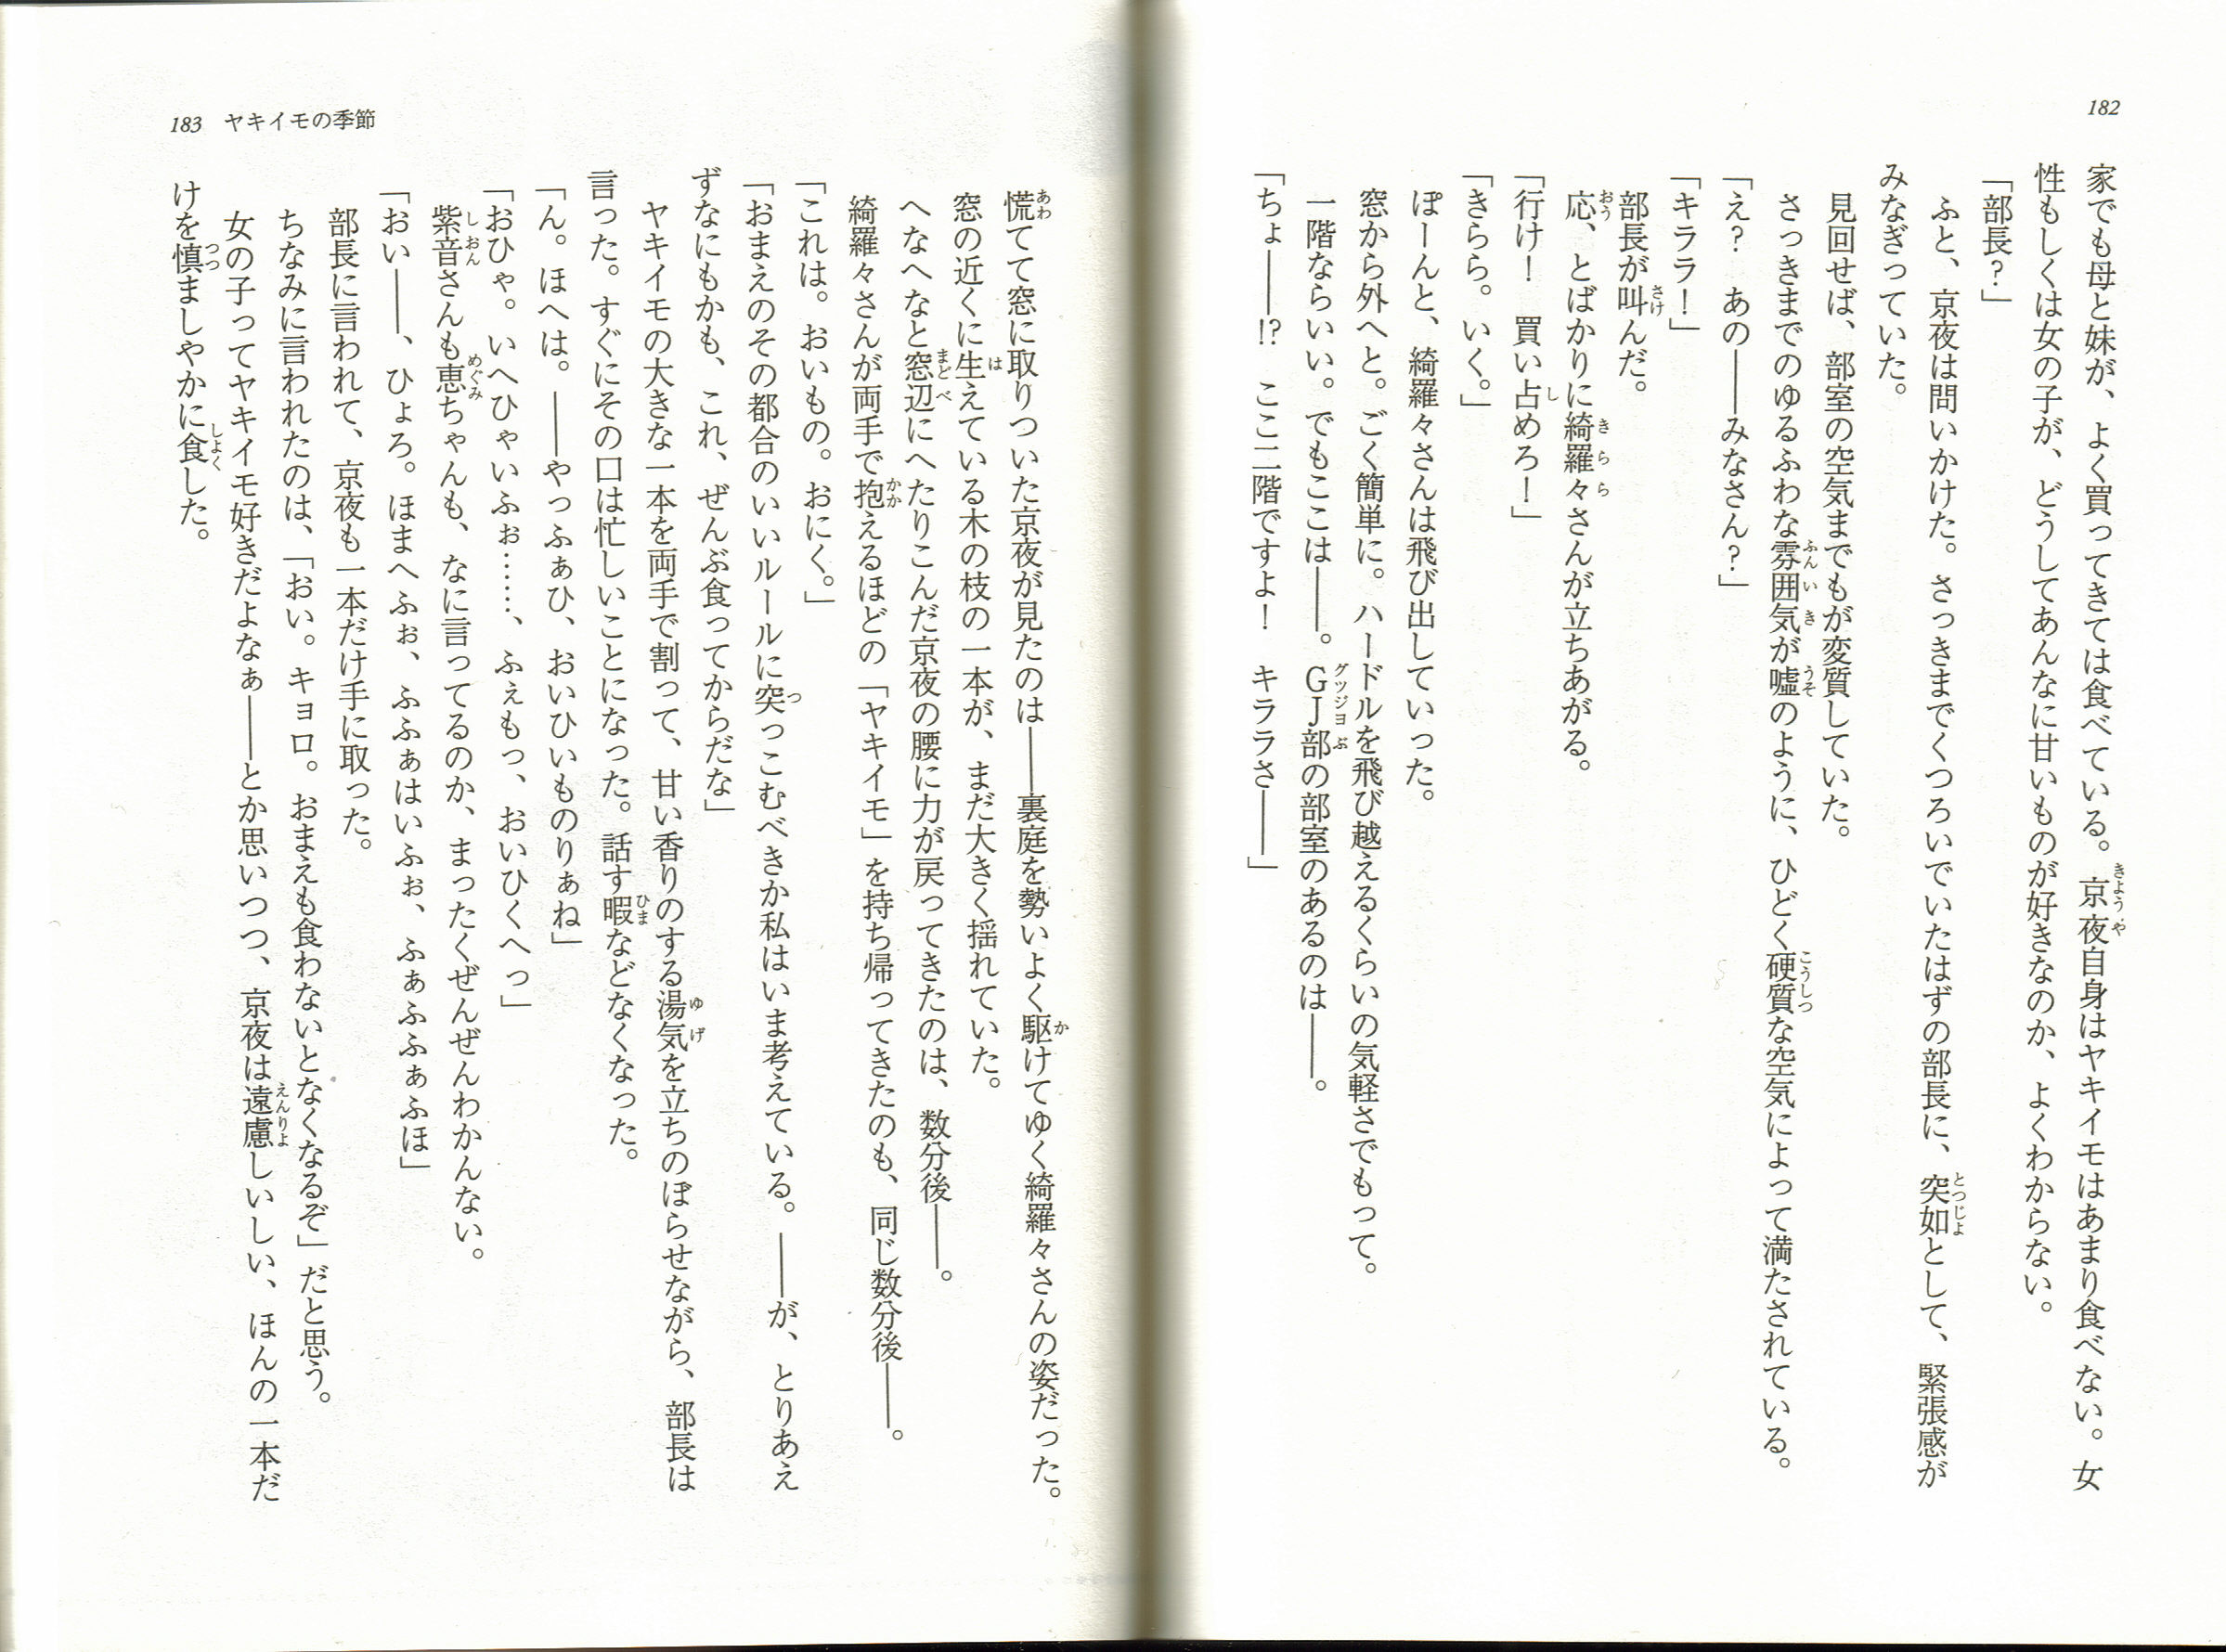 182
家でも母と妹が、よく買ってきては食べている。京夜自身はヤキイモはあまり食べない。女
性もしくは女の子が、どうしてあんなに甘いものが好きなのか、よくわからない。
「部長？」
ふと、京夜は問いかけた。さっきまでくつろいでいたはずの部長に、突如として、緊張感が
みなぎっていた。
見回せば、部室の空気までもが変質していた。
さっきまでのゆるふわな雰囲気が嘘のように、ひどく硬質な空気によって満たされている。
「え？　あの――みなさん？」
「キララ！」
部長が叫んだ。
応、とばかりに綺羅々さんが立ちあがる。
「行け！　買い占めろ！」
「きらら。いく。」
ぽーんと、綺羅々さんは飛び出していった。
窓から外へと。ごく簡単に。ハードルを飛び越えるくらいの気軽さでもって。
一階ならいい。でもここは――。ＧＪ部の部室のあるのは――。
「ちょ――!?　ここ二階ですよ！　キララさ――」
慌てて窓に取りついた京夜が見たのは――裏庭を勢いよく駆けてゆく綺羅々さんの姿だった。
窓の近くに生えている木の枝の一本が、まだ大きく揺れていた。
へなへなと窓辺にへたりこんだ京夜の腰に力が戻ってきたのは、数分後――。
綺羅々さんが両手で抱えるほどの「ヤキイモ」を持ち帰ってきたのも、同じ数分後――。
「これは。おいもの。おにく。」
「おまえのその都合のいいルールに突っこむべきか私はいま考えている。――が、とりあえ
ずなにもかも、これ、ぜんぶ食ってからだな」
ヤキイモの大きな一本を両手で割って、甘い香りのする湯気を立ちのぼらせながら、部長は
言った。すぐにその口は忙しいことになった。話す暇などなくなった。
「ん。ほへは。――やっふぁひ、おいひいものりぁね」
「おひゃ。いへひゃいふぉ……、ふぇもっ、おいひくへっ」
紫音さんも恵ちゃんも、なに言ってるのか、まったくぜんぜんわかんない。
「おい――、ひょろ。ほまへふぉ、ふふぁはいふぉ、ふぁふふぁふほ」
部長に言われて、京夜も一本だけ手に取った。
ちなみに言われたのは、「おい。キョロ。おまえも食わないとなくなるぞ」だと思う。
女の子ってヤキイモ好きだよなぁ――とか思いつつ、京夜は遠慮しいしい、ほんの一本だ
けを慎ましやかに食した。
183 ヤキイモの季節